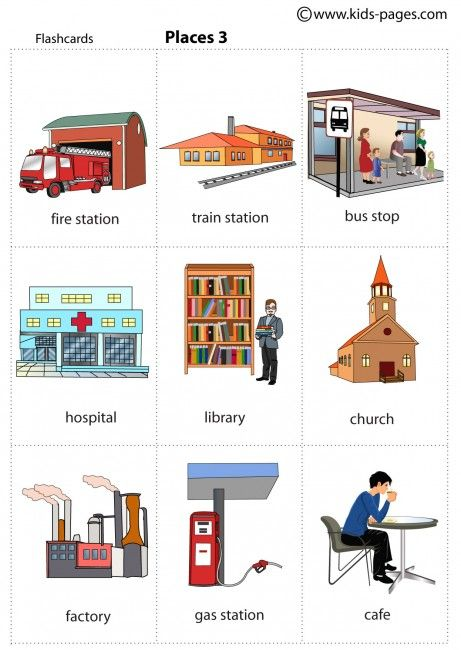 © www.kids-pages.com
Flashcards
Places 3
fire station
train station
bus stop
hospital
library
church
factory
gas station
cafe